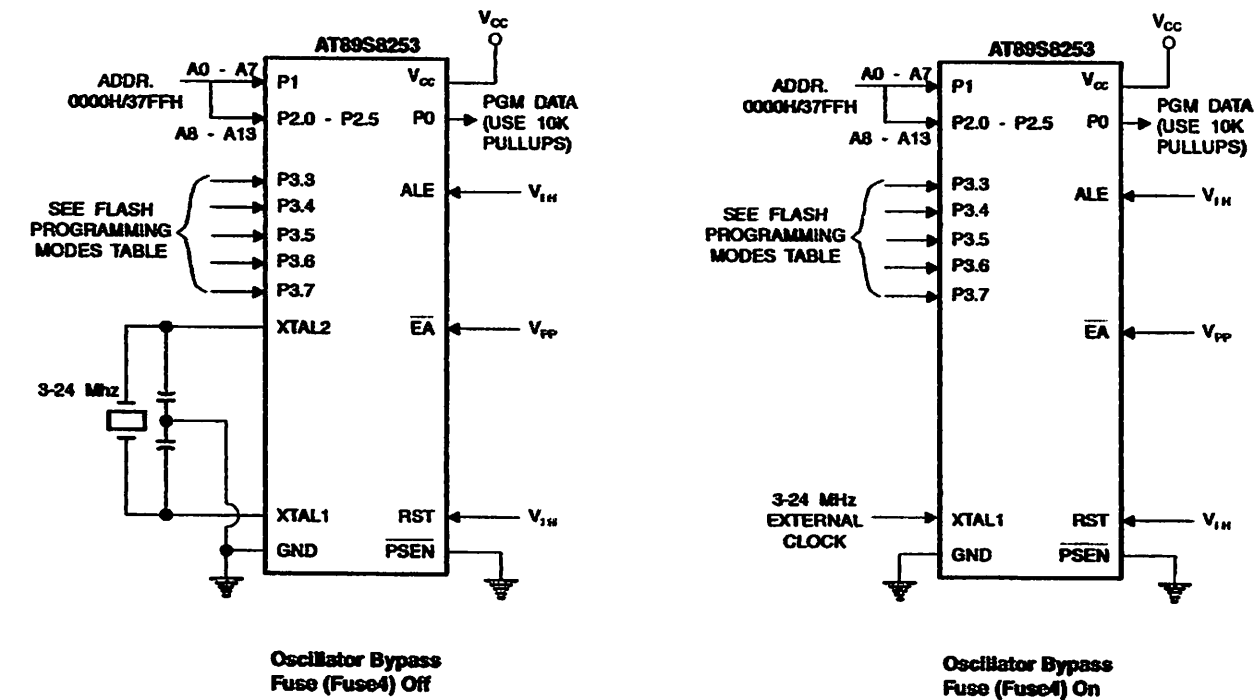 VCC
AT89S8253
A0 - A7
P1
VCC
ADDR.
0000H/37FFH
P2.0 - P2.5
P0
PGM DATA
(USE 10K
PULLUPS)
A8 - A13
P3.3
ALE
VIH
P3.4
SEE FLASH
PROGRAMMING
MODES TABLE
P3.5
P3.6
P3.7
XTAL2
EA
VPP
3-24 Mhz
XTAL1
RST
VIH
GND
PSEN
Oscillator Bypass
Fuse (Fuse4) Off
VCC
AT89S8253
A0 - A7
P1
VCC
ADDR.
0000H/37FFH
P2.0 - P2.5
P0
PGM DATA
(USE 10K
PULLUPS)
A8 - A13
P3.3
ALE
VIH
P3.4
SEE FLASH
PROGRAMMING
MODES TABLE
P3.5
P3.6
P3.7
EA
VPP
3-24 MHz
EXTERNAL
CLOCK
XTAL1
RST
VIH
GND
PSEN
Oscillator Bypass
Fuse (Fuse4) On